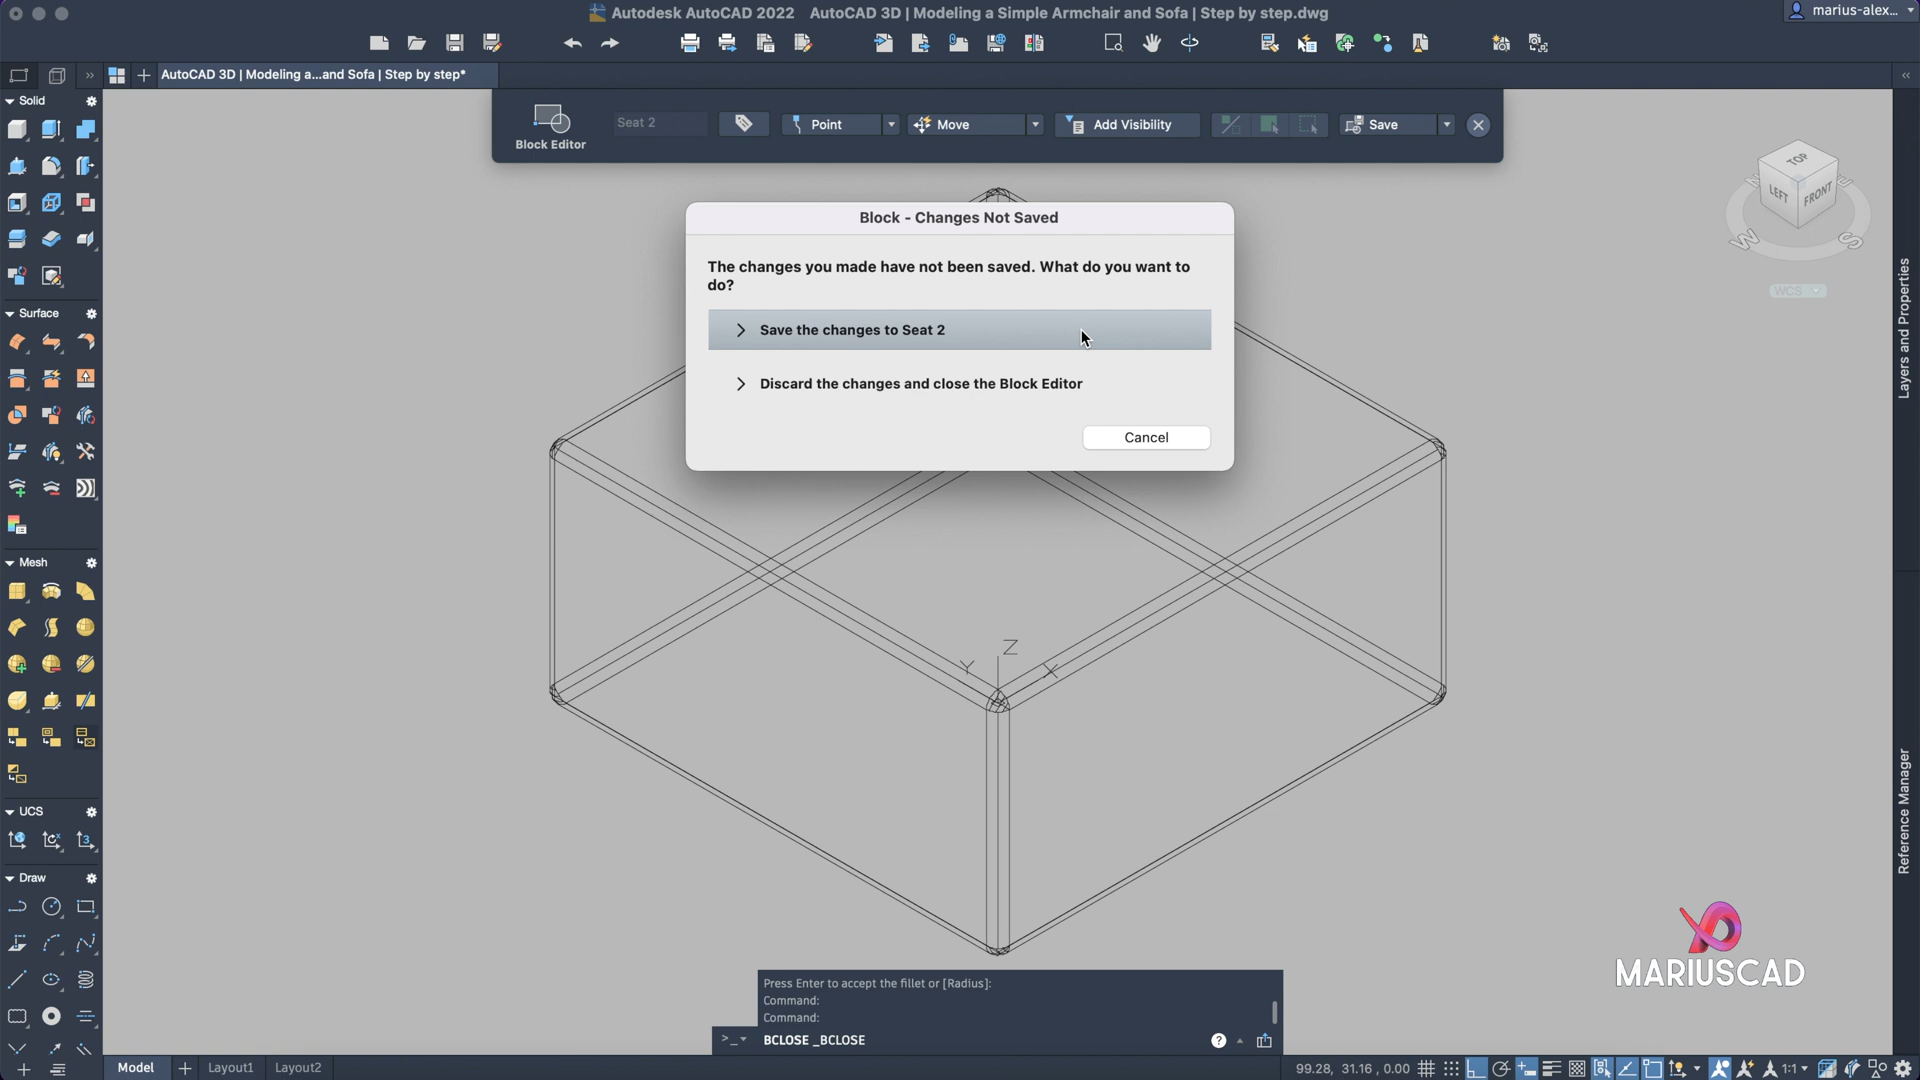 Autodesk AutoCAD 2022 AutoCAD 3D | Modeling a Simple Armchair and Sofa | Step by step.dwg
marius-alex...
AutoCAD 3D | Modeling a...and Sofa | Step by step*
Solid
Block Editor
Seat 2
Point
Move
Add Visibility
Save
TOP
LEFT
FRONT
W
S
WCS
Block - Changes Not Saved
The changes you made have not been saved. What do you want to
do?
Save the changes to Seat 2
Discard the changes and close the Block Editor
Cancel
Surface
Mesh
UCS
Draw
Layers and Properties
Reference Manager
Z
Y
X
MARIUSCAD
Press Enter to accept the fillet or [Radius]:
Command:
Command:
BCLOSE _BCLOSE
Model
Layout1
Layout2
99.28, 31.16 , 0.00
1:1